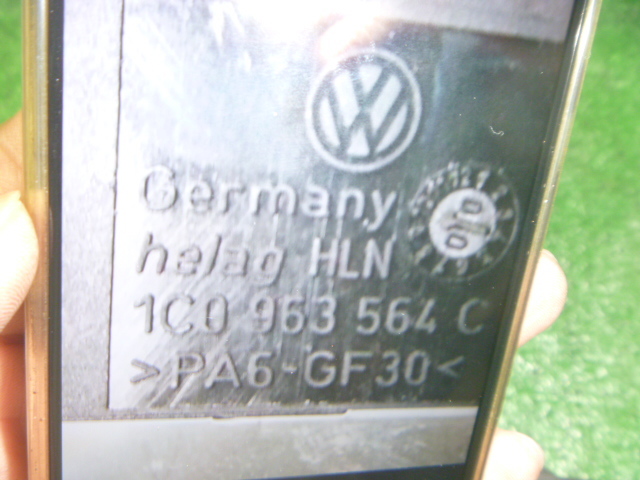 Germany
helag HLN
1C0 963 564 C
>PA6-GF30<